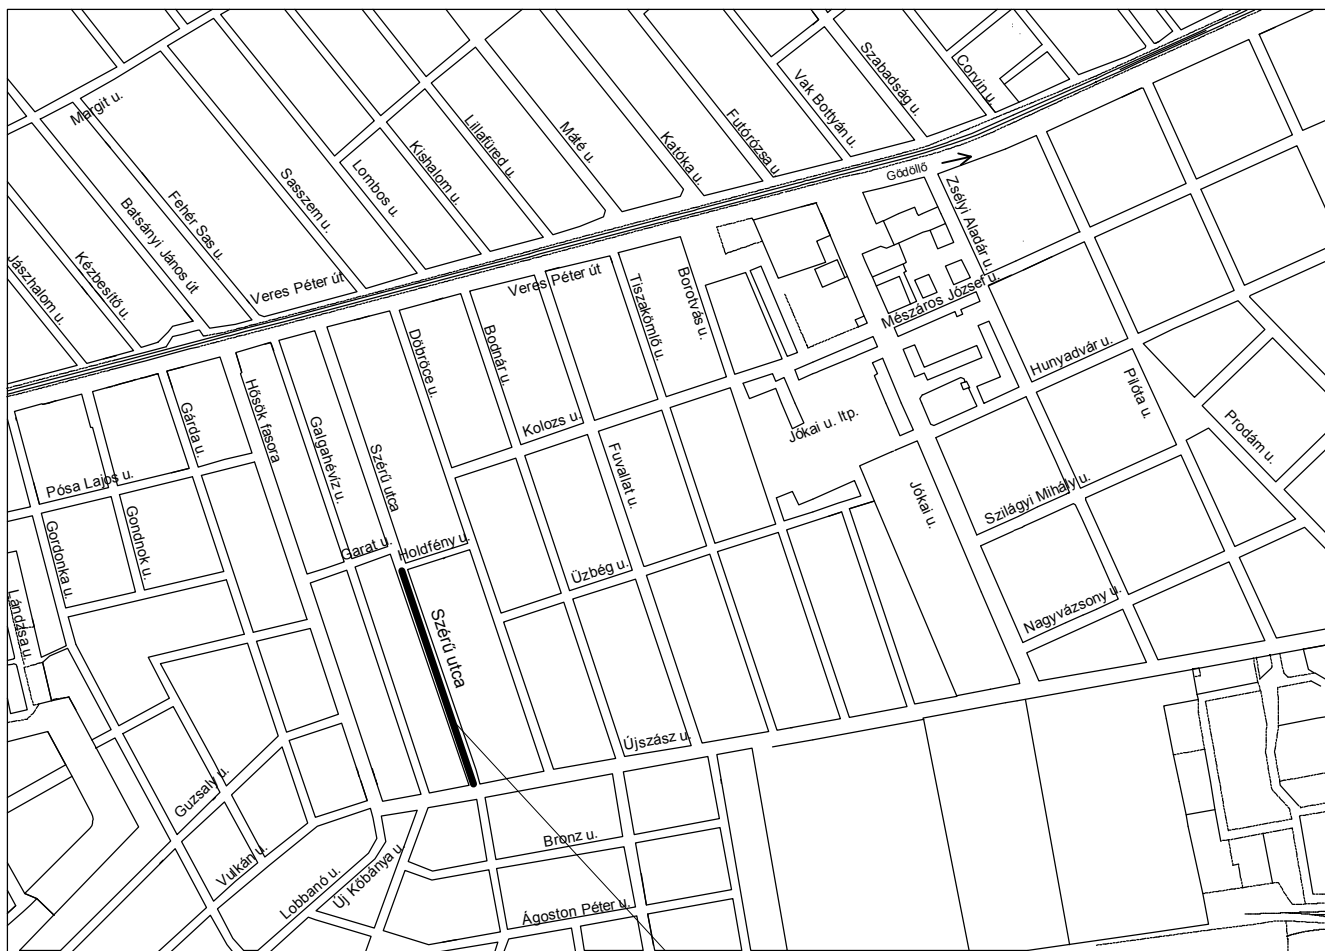 Margit u.
Jászhalom u.
Kézbesítő u.
Batsányi János út
Fehér Sas u.
Sasszem u.
Lombos u.
Kishalom u.
Lillafüred u.
Máté u.
Katóka u.
Futórózsa u.
Vak Bottyán u.
Szabadság u.
Corvin u.
Gödöllő
Zsélyi Aladár u.
Veres Péter út
Veres Péter út
Mészáros József u.
Tiszakömlő u.
Borotvás u.
Döbröce u.
Bodnár u.
Kolozs u.
Hunyadvár u.
Pilóta u.
Prodám u.
Gárda u.
Hősök fasora
Galgahévíz u.
Szérű utca
Fuvallat u.
Jókai u. ltp.
Jókai u.
Szilágyi Mihály u.
Pósa Lajos u.
Gordonka u.
Gondnok u.
Garat u.
Holdfény u.
Üzbég u.
Nagyvázsony u.
Lándzsa u.
Szérű utca
Újszász u.
Guzsaly u.
Vulkán u.
Lobbanó u.
Új Kőbánya u.
Bronz u.
Ágoston Péter u.